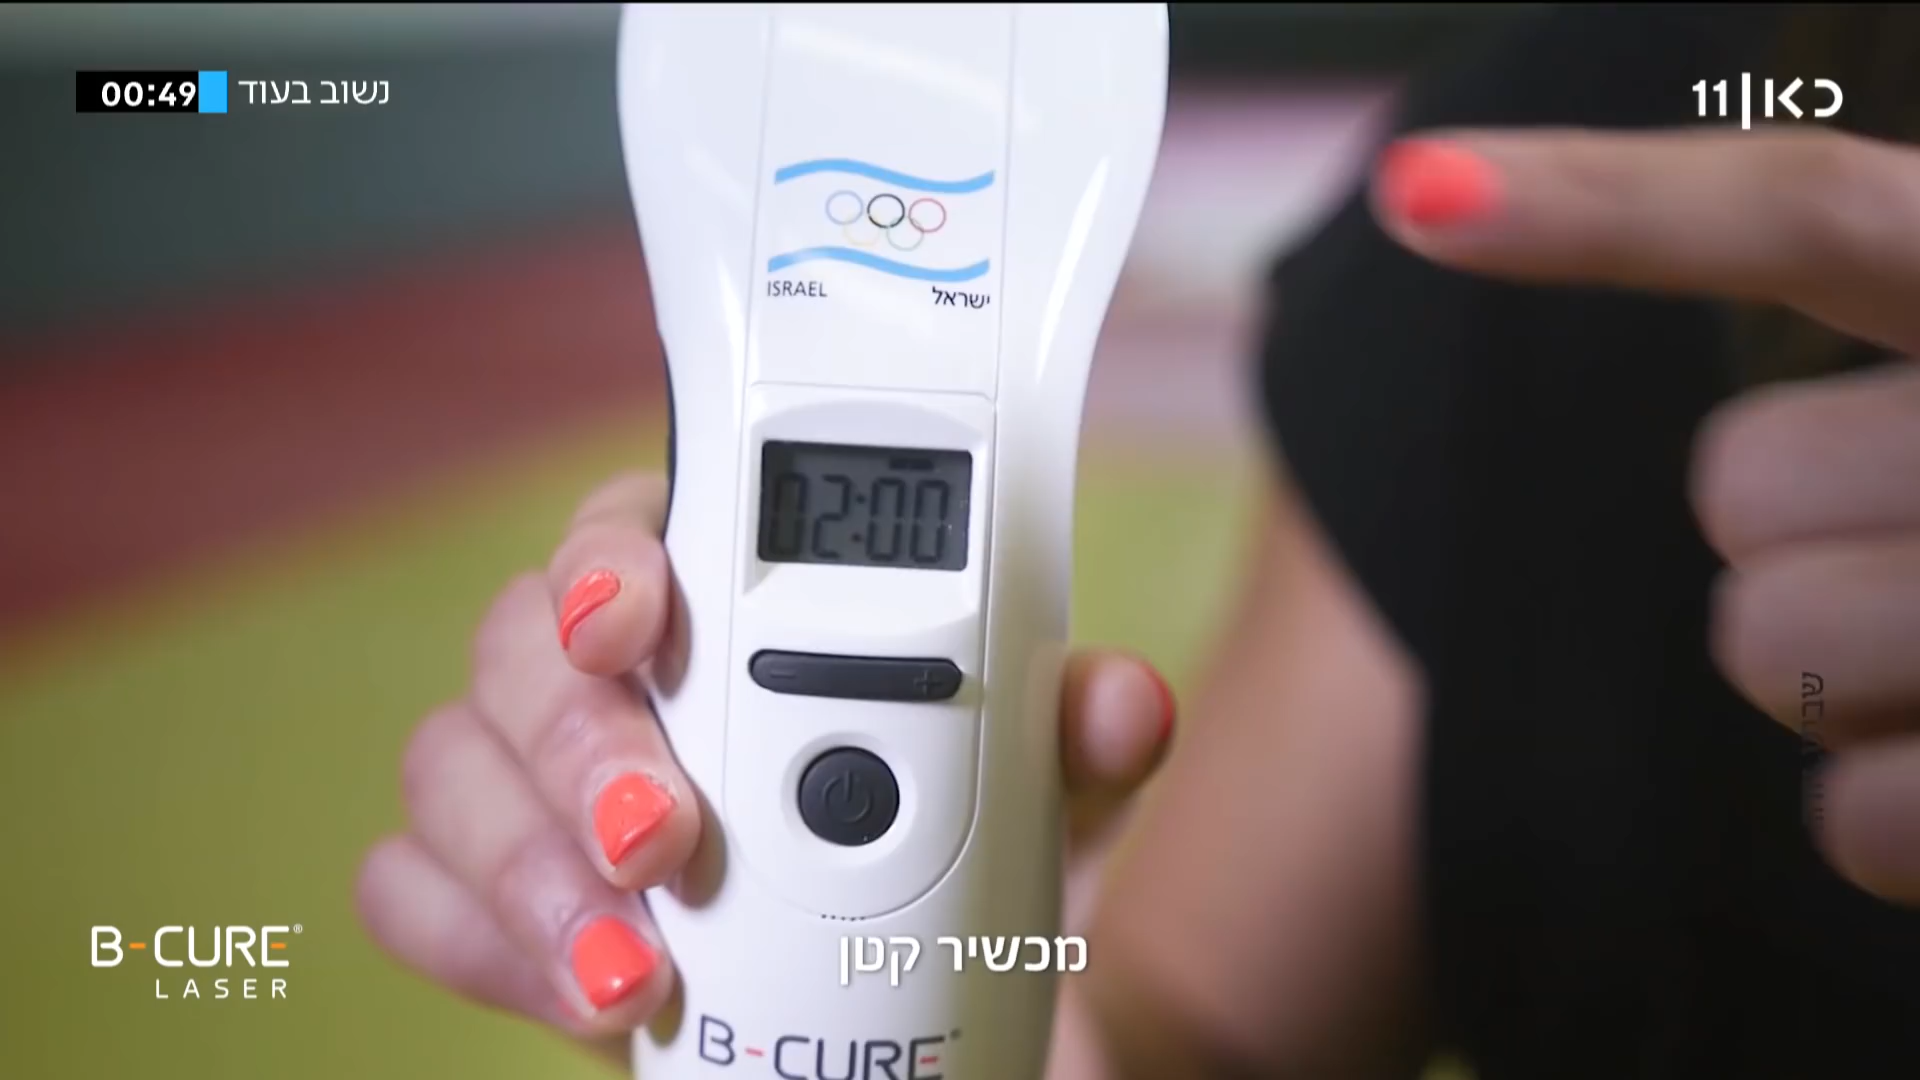 00:49 נשוב בעוד
כאן 11
ISRAEL ישראל
02:00
- +
B-CURE®
LASER
מכשיר קטן
B-CURE